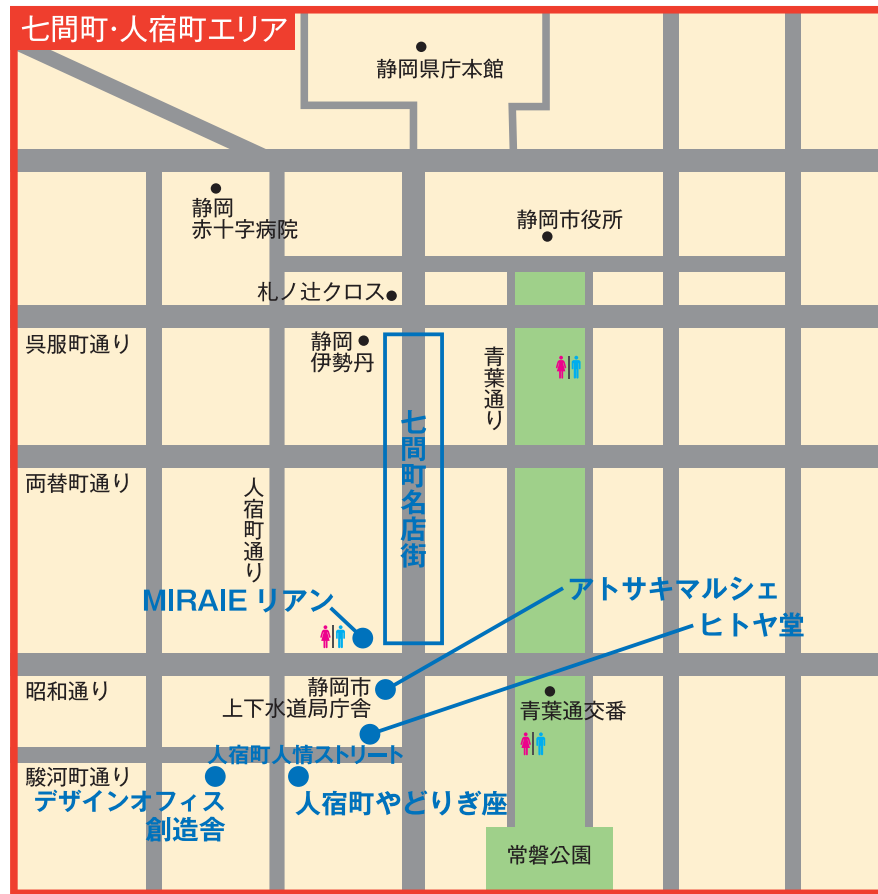 七間町・人宿町エリア
静岡県庁本館
静岡
赤十字病院
静岡市役所
札ノ辻クロス
呉服町通り
静岡
伊勢丹
青葉通り
七間町名店街
両替町通り
人宿町通り
アトサキマルシェ
MIRAIE リアン
ヒトヤ堂
昭和通り
静岡市
上下水道局庁舎
青葉通交番
人宿町人情ストリート
駿河町通り
デザインオフィス
創造舎
人宿町やどりぎ座
常磐公園